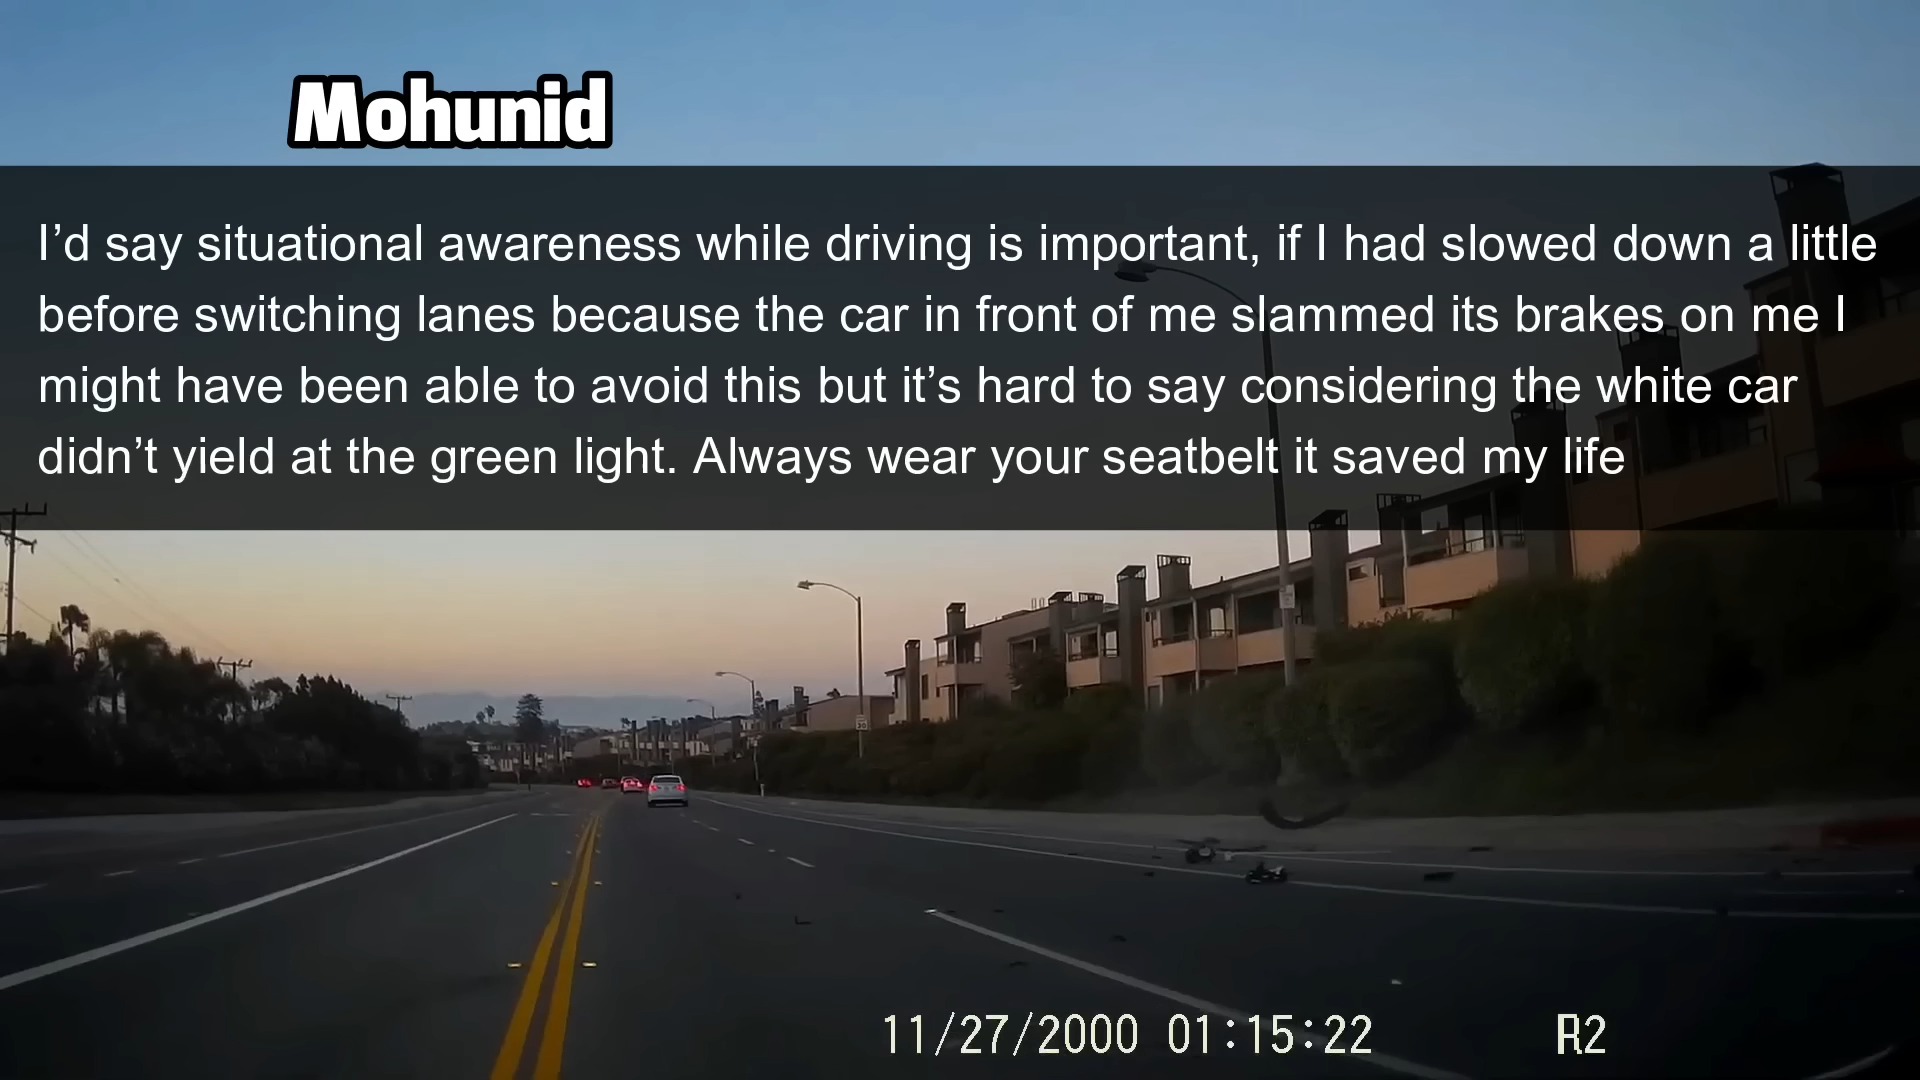 Mohunid
I’d say situational awareness while driving is important, if I had slowed down a little
before switching lanes because the car in front of me slammed its brakes on me I
might have been able to avoid this but it’s hard to say considering the white car
didn’t yield at the green light. Always wear your seatbelt it saved my life
11/27/2000 01:15:22 R2